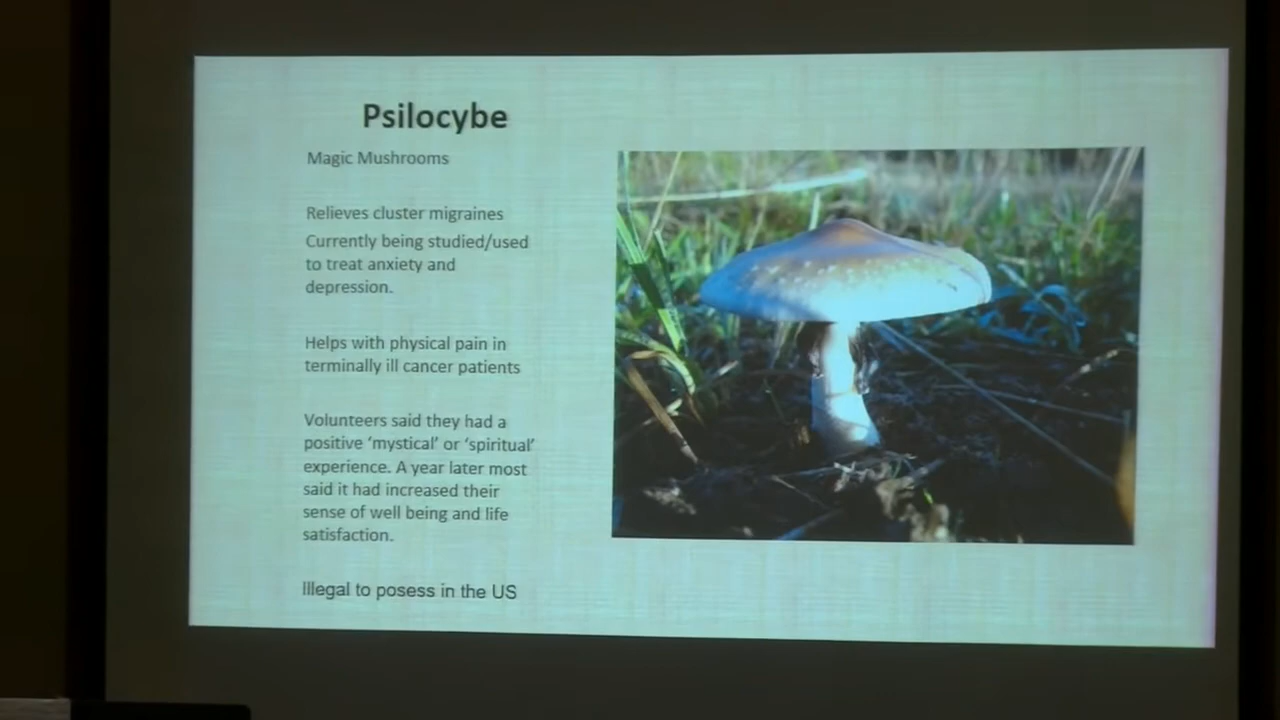 Psilocybe
Magic Mushrooms
Relieves cluster migraines
Currently being studied/used
to treat anxiety and
depression.
Helps with physical pain in
terminally ill cancer patients
Volunteers said they had a
positive ‘mystical’ or ‘spiritual’
experience. A year later most
said it had increased their
sense of well being and life
satisfaction.
Illegal to posess in the US